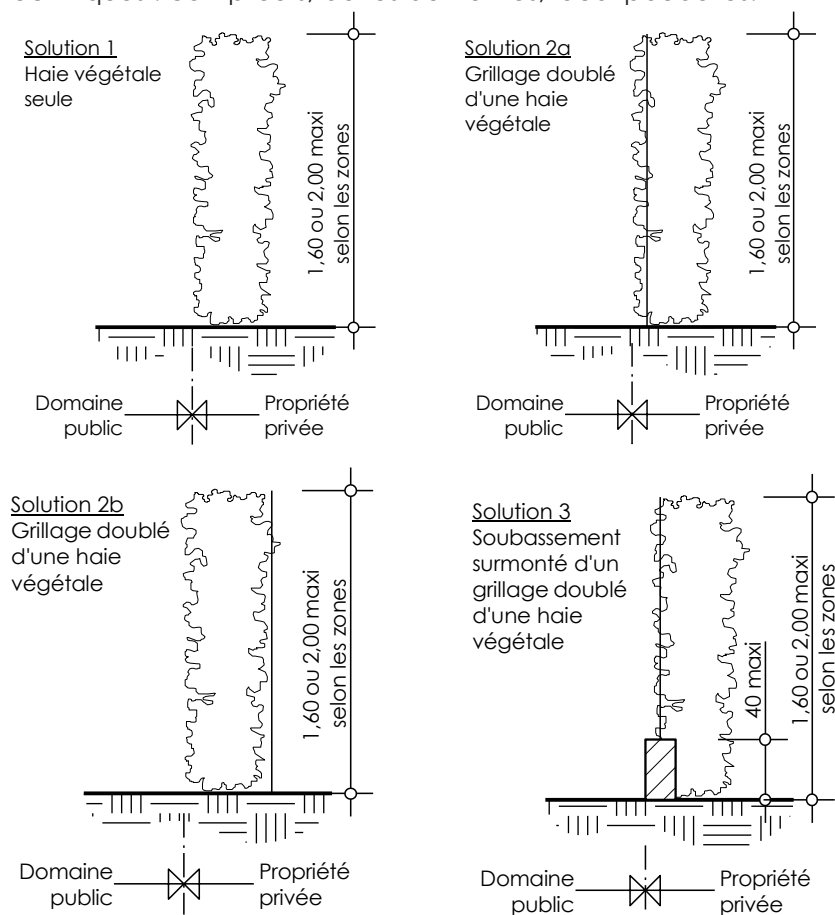 Solution 1
Haie végétale
seule
1,60 ou 2,00 maxi
selon les zones
Domaine
public
Propriété
privée
Solution 2a
Grillage doublé
d'une haie
végétale
1,60 ou 2,00 maxi
selon les zones
Domaine
public
Propriété
privée
Solution 2b
Grillage doublé
d'une haie
végétale
1,60 ou 2,00 maxi
selon les zones
Domaine
public
Propriété
privée
Solution 3
Soubassement
surmonté d'un
grillage doublé
d'une haie
végétale
40 maxi
1,60 ou 2,00 maxi
selon les zones
Domaine
public
Propriété
privée